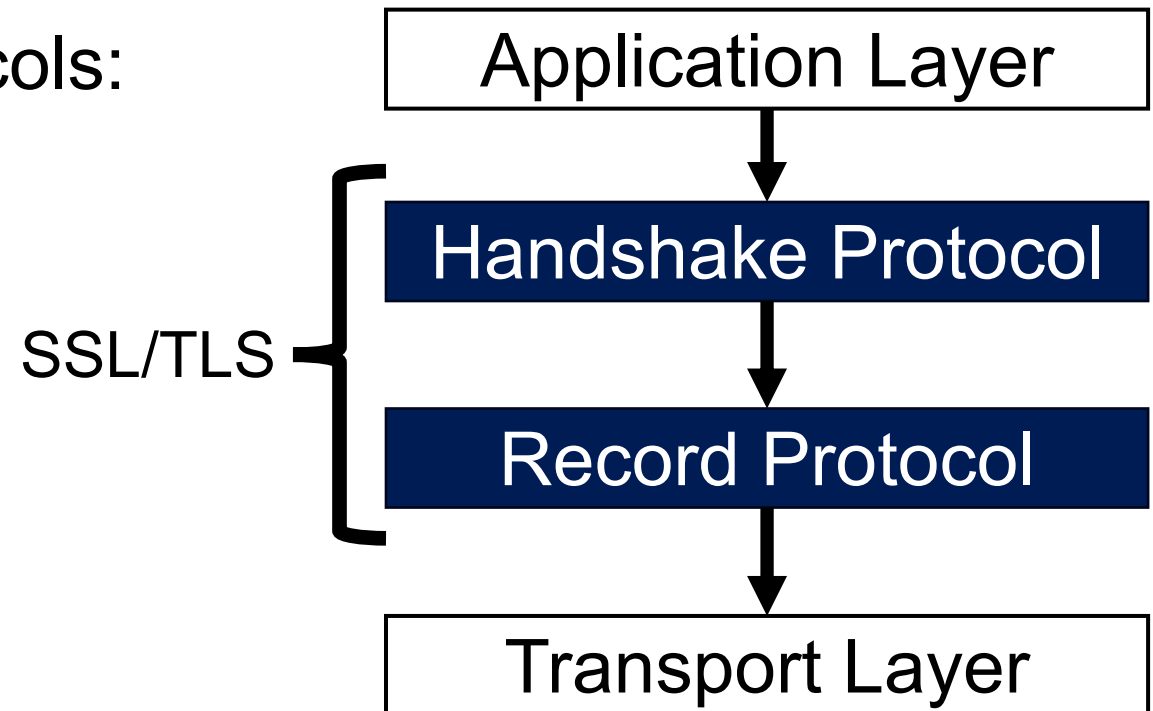 cols:
Application Layer
Handshake Protocol
SSL/TLS
Record Protocol
Transport Layer